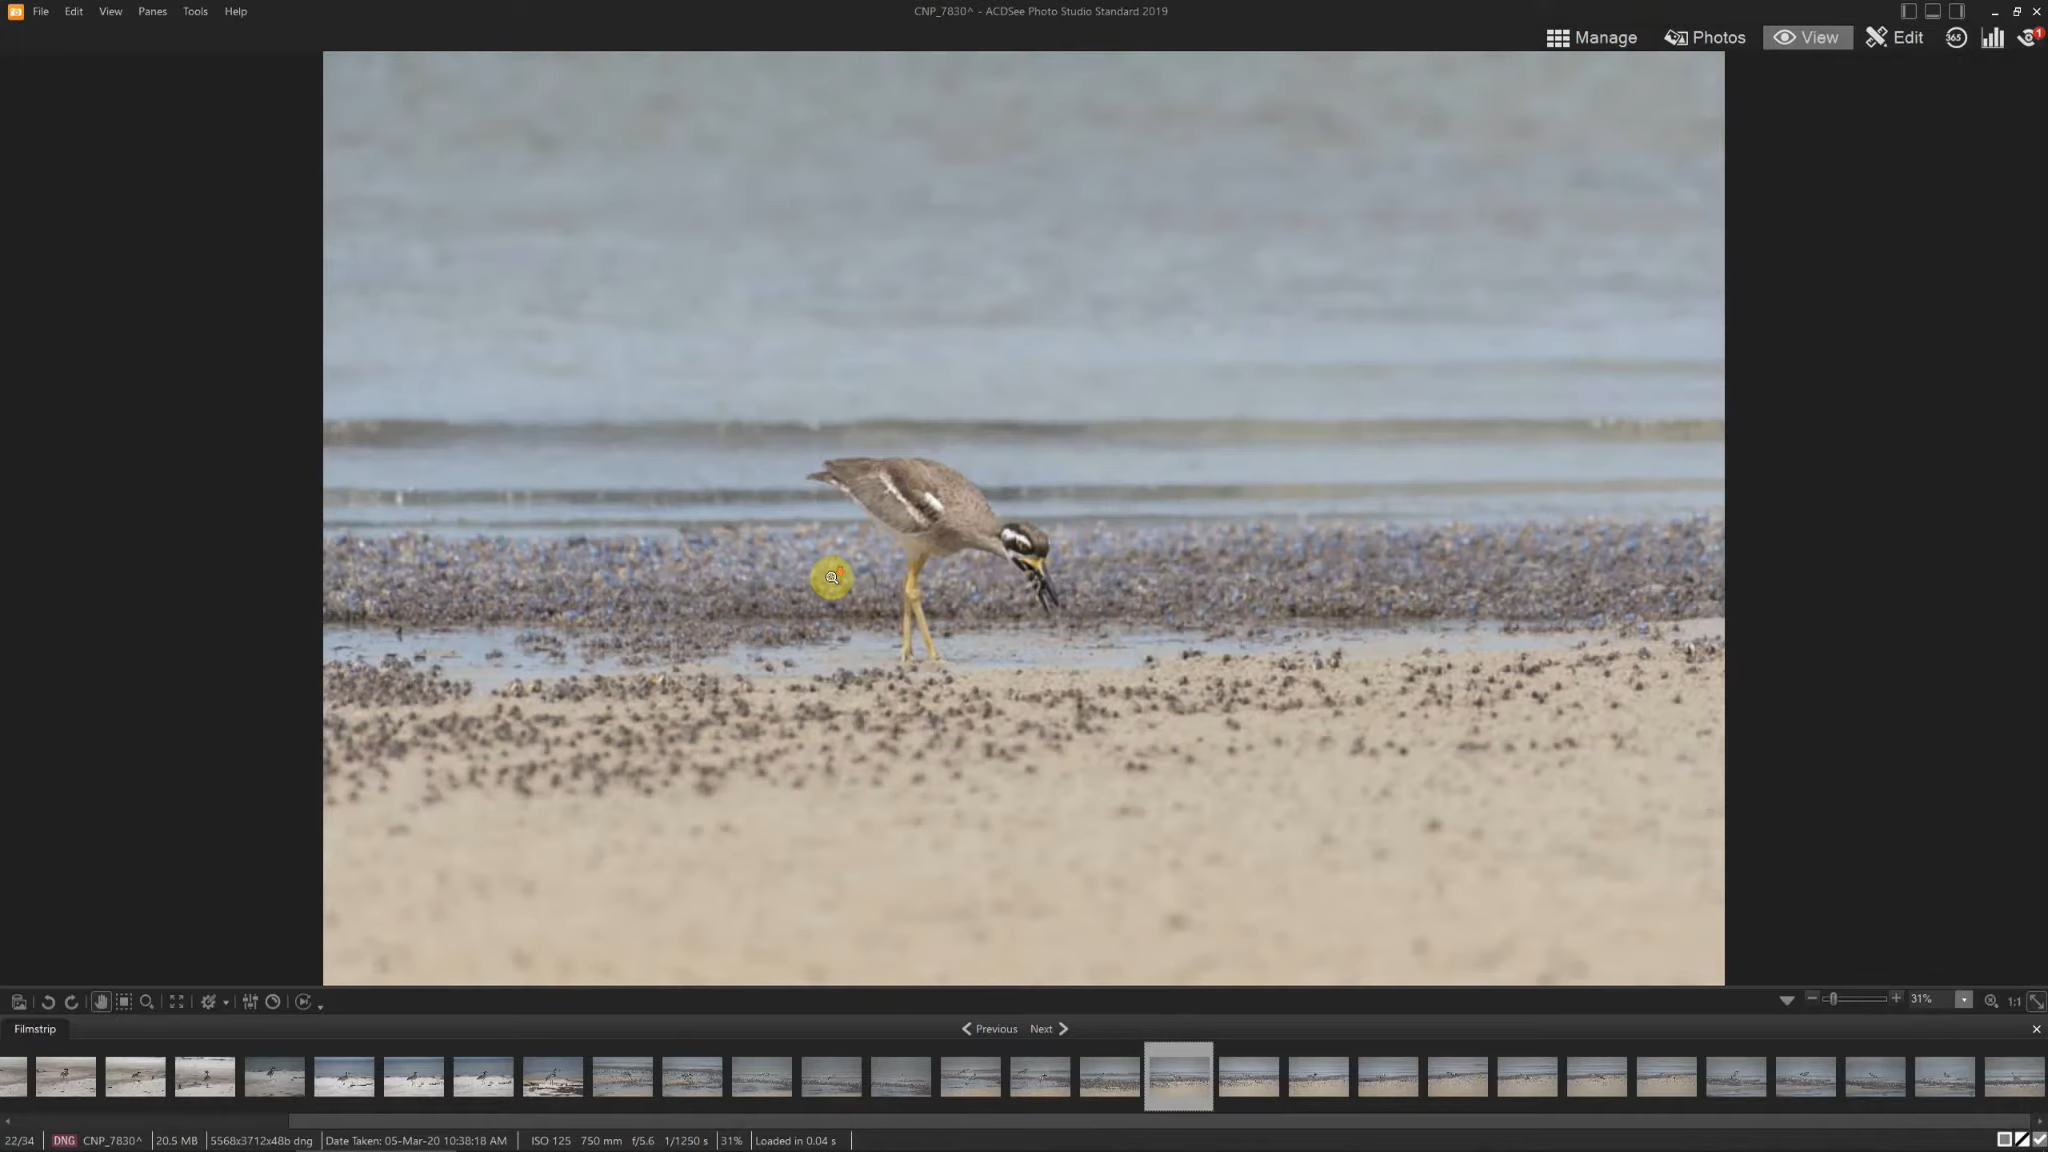 File Edit View Panes Tools Help
CNP_7830^ - ACDSee Photo Studio Standard 2019
Manage Photos View Edit 365 1
31% 1:1
Filmstrip
Previous Next
22/34 DNG CNP_7830^ 20.5 MB 5568x3712x48b dng Date Taken: 05-Mar-20 10:38:18 AM ISO 125 750 mm f/5.6 1/1250 s 31% Loaded in 0.04 s